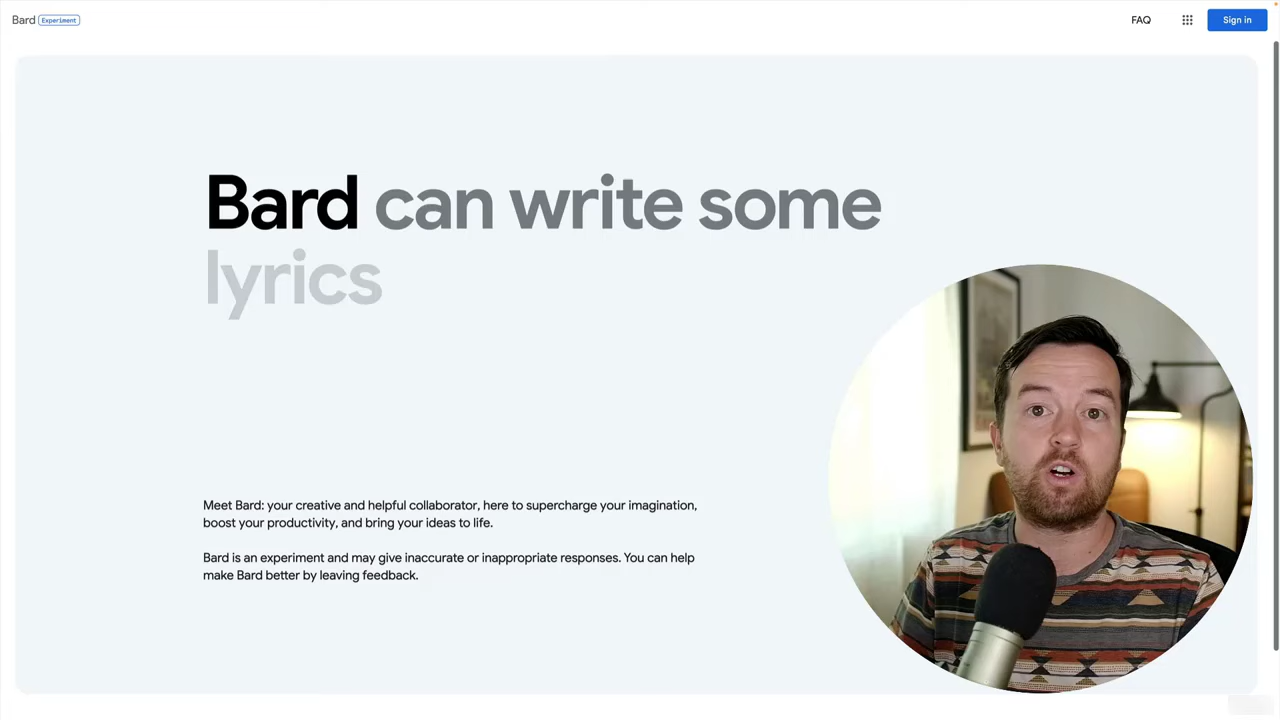 Bard Experiment
FAQ
Sign in
Bard can write some
lyrics
Meet Bard: your creative and helpful collaborator, here to supercharge your imagination,
boost your productivity, and bring your ideas to life.
Bard is an experiment and may give inaccurate or inappropriate responses. You can help
make Bard better by leaving feedback.